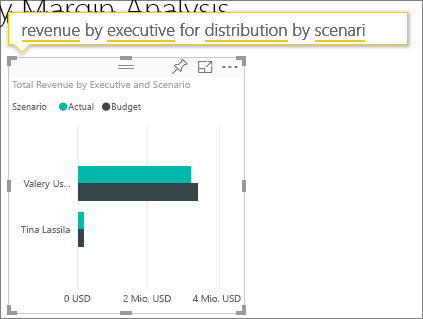 y Margin Analysis
revenue by executive for distribution by scenari
Total Revenue by Executive and Scenario
Szenario Actual Budget
Valery Us...
Tina Lassila
0 USD 2 Mio. USD 4 Mio. USD